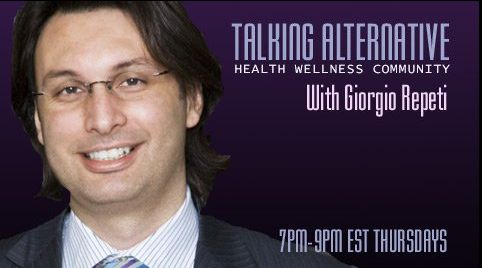 TALKING ALTERNATIVE
HEALTH WELLNESS COMMUNITY
With Giorgio Repeti
7PM-9PM EST THURSDAYS